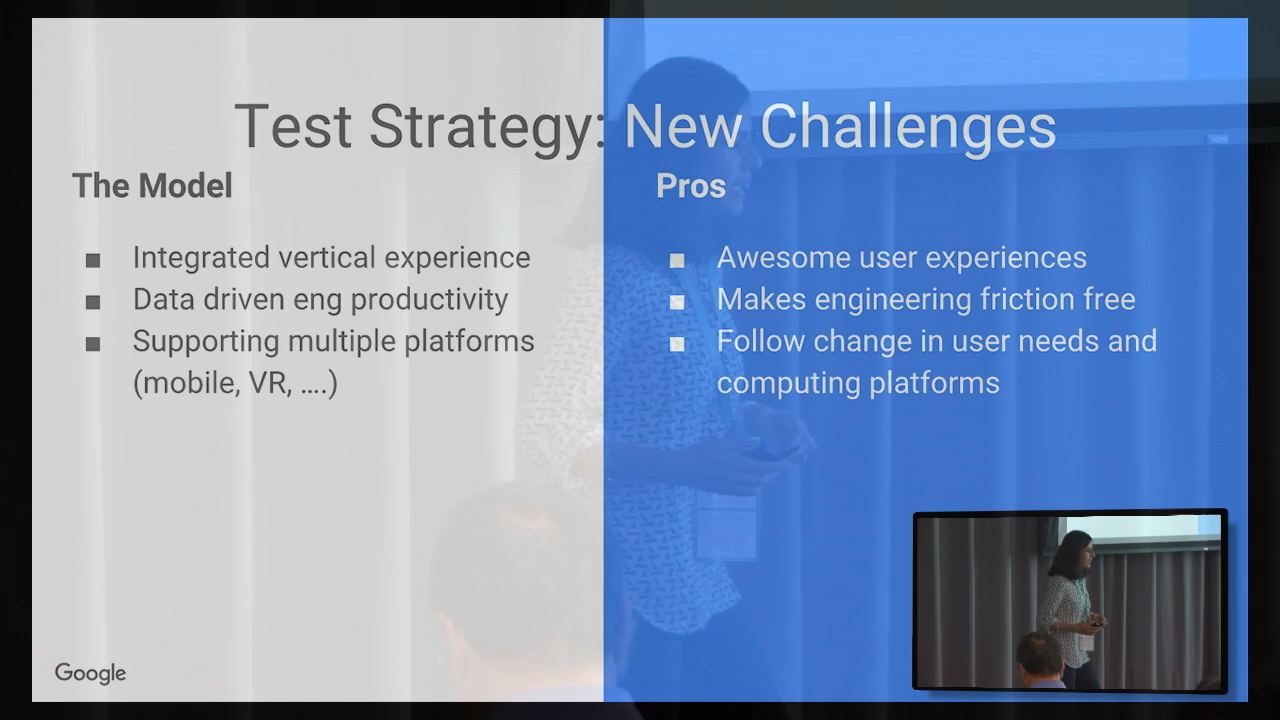 Test Strategy: New Challenges
The Model
■ Integrated vertical experience
■ Data driven eng productivity
■ Supporting multiple platforms
(mobile, VR, ....)
Pros
■ Awesome user experiences
■ Makes engineering friction free
■ Follow change in user needs and
computing platforms
Google